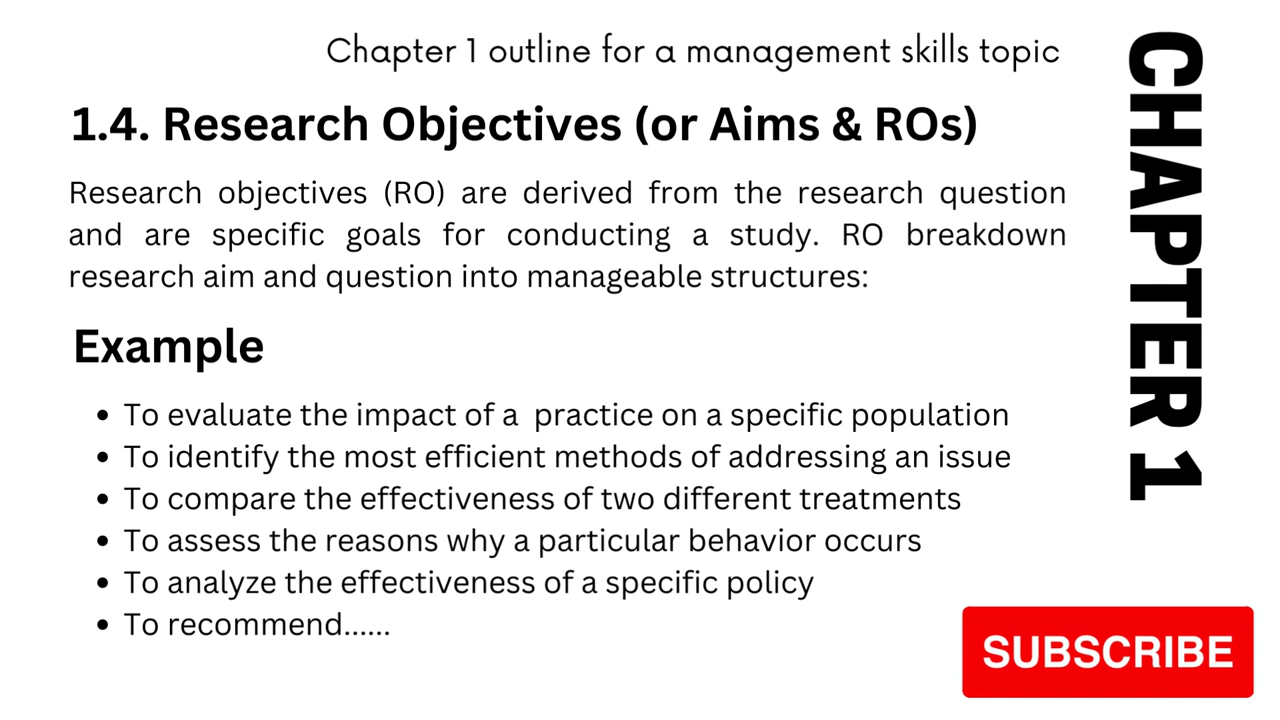 Chapter 1 outline for a management skills topic
1.4. Research Objectives (or Aims & ROs)
Research objectives (RO) are derived from the research question
and are specific goals for conducting a study. RO breakdown
research aim and question into manageable structures:
Example
• To evaluate the impact of a  practice on a specific population
• To identify the most efficient methods of addressing an issue
• To compare the effectiveness of two different treatments
• To assess the reasons why a particular behavior occurs
• To analyze the effectiveness of a specific policy
• To recommend......
CHAPTER 1
SUBSCRIBE